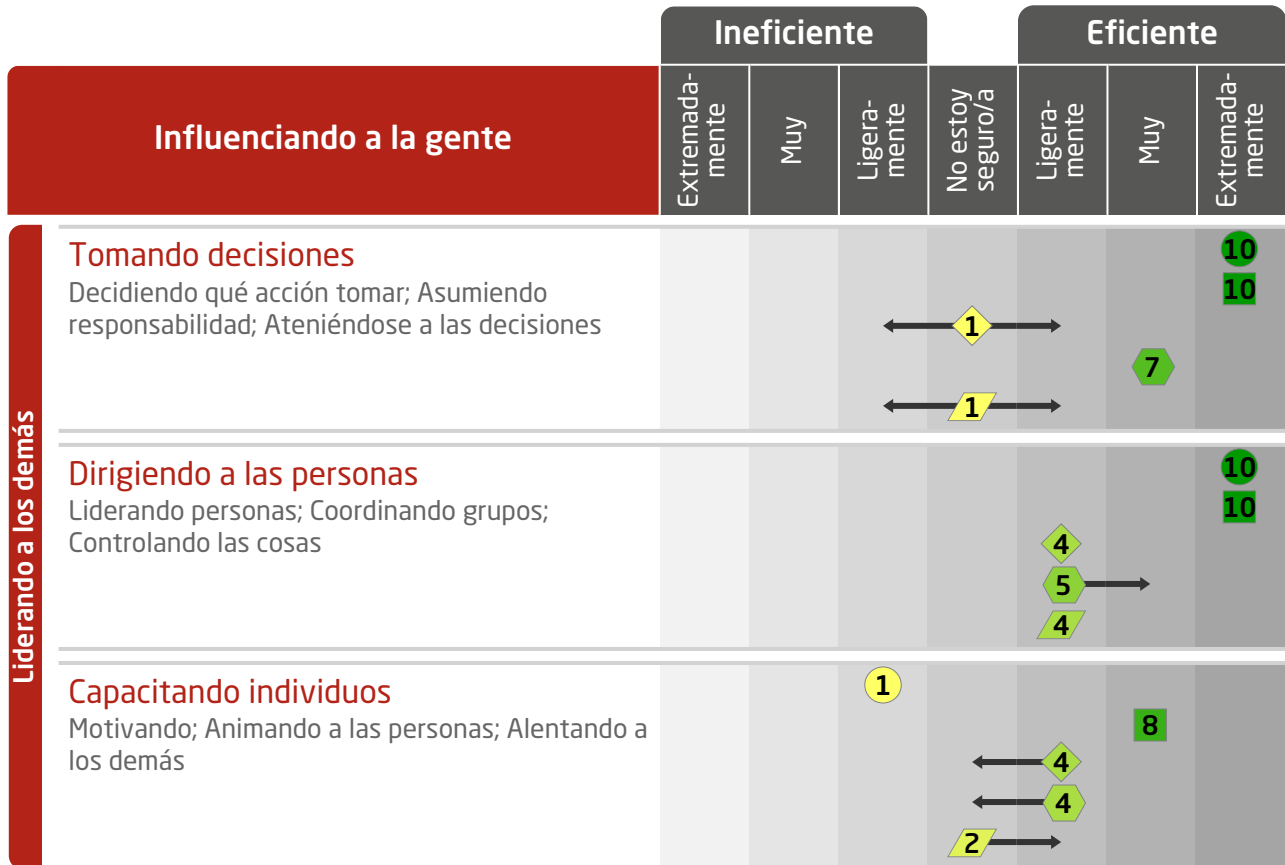 Ineficiente
Eficiente
Influenciando a la gente
Extremada-
mente
Muy
Ligera-
mente
No estoy
seguro/a
Ligera-
mente
Muy
Extremada-
mente
Liderando a los demás
Tomando decisiones
Decidiendo qué acción tomar; Asumiendo
responsabilidad; Ateniéndose a las decisiones
10
10
1
7
1
Dirigiendo a las personas
Liderando personas; Coordinando grupos;
Controlando las cosas
10
10
4
5
4
Capacitando individuos
Motivando; Animando a las personas; Alentando a
los demás
1
8
4
4
2